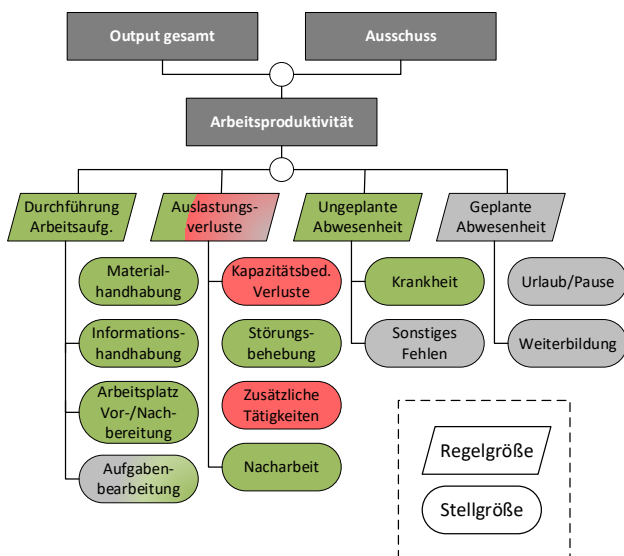 Output gesamt
Ausschuss
Arbeitsproduktivität
Durchführung
Arbeitsaufg.
Auslastungs-
verluste
Ungeplante
Abwesenheit
Geplante
Abwesenheit
Material-
handhabung
Informations-
handhabung
Arbeitsplatz
Vor-/Nach-
bereitung
Aufgaben-
bearbeitung
Kapazitätsbed.
Verluste
Störungs-
behebung
Zusätzliche
Tätigkeiten
Nacharbeit
Krankheit
Sonstiges
Fehlen
Urlaub/Pause
Weiterbildung
Regelgröße
Stellgröße